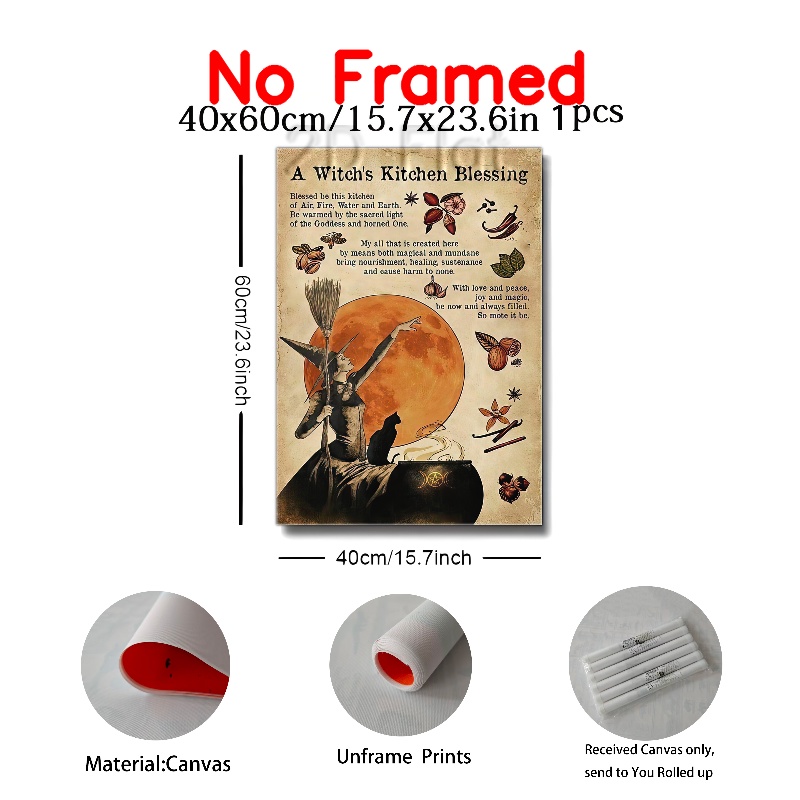 No Framed
40x60cm/15.7x23.6in 1pcs
2D Flat
A Witch's Kitchen Blessing
Blessed be this kitchen
of Air, Fire, Water and Earth.
Be warmed by the sacred light
of the Goddess and horned One.
My all that is created here
by means both magical and mundane
bring nourishment, healing, sustenance
and cause harm to none.
With love and peace,
joy and magic,
be now and always filled.
So mote it be.
60cm/23.6inch
40cm/15.7inch
Material:Canvas
Unframe Prints
Received Canvas only,
send to You Rolled up